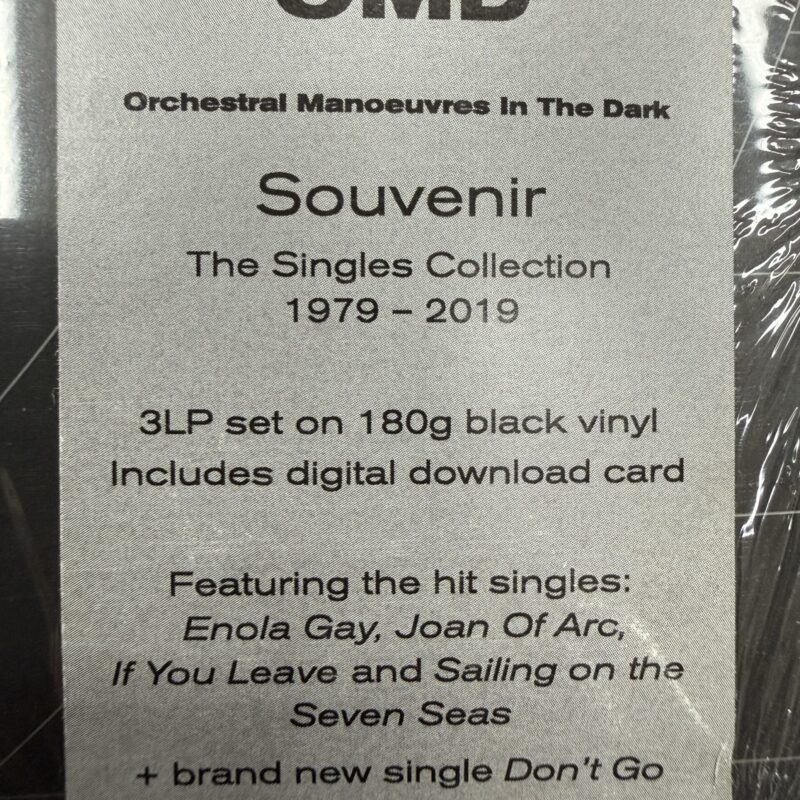 OMD
Orchestral Manoeuvres In The Dark
Souvenir
The Singles Collection
1979 – 2019
3LP set on 180g black vinyl
Includes digital download card
Featuring the hit singles:
Enola Gay, Joan Of Arc,
If You Leave and Sailing on the
Seven Seas
+ brand new single Don't Go